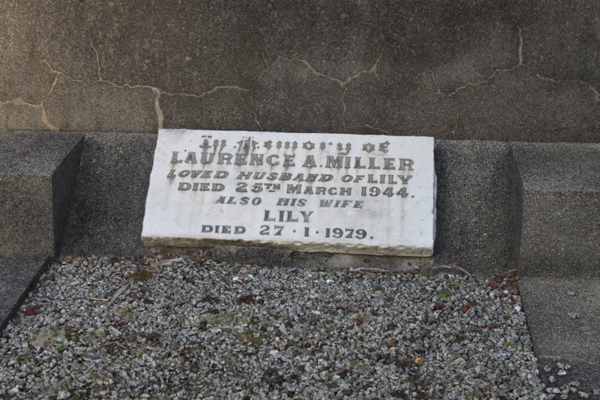 In Memory of
LAURENCE A. MILLER
LOVED HUSBAND OF LILY
DIED 25TH MARCH 1944.
ALSO HIS WIFE
LILY
DIED 27·1·1979.